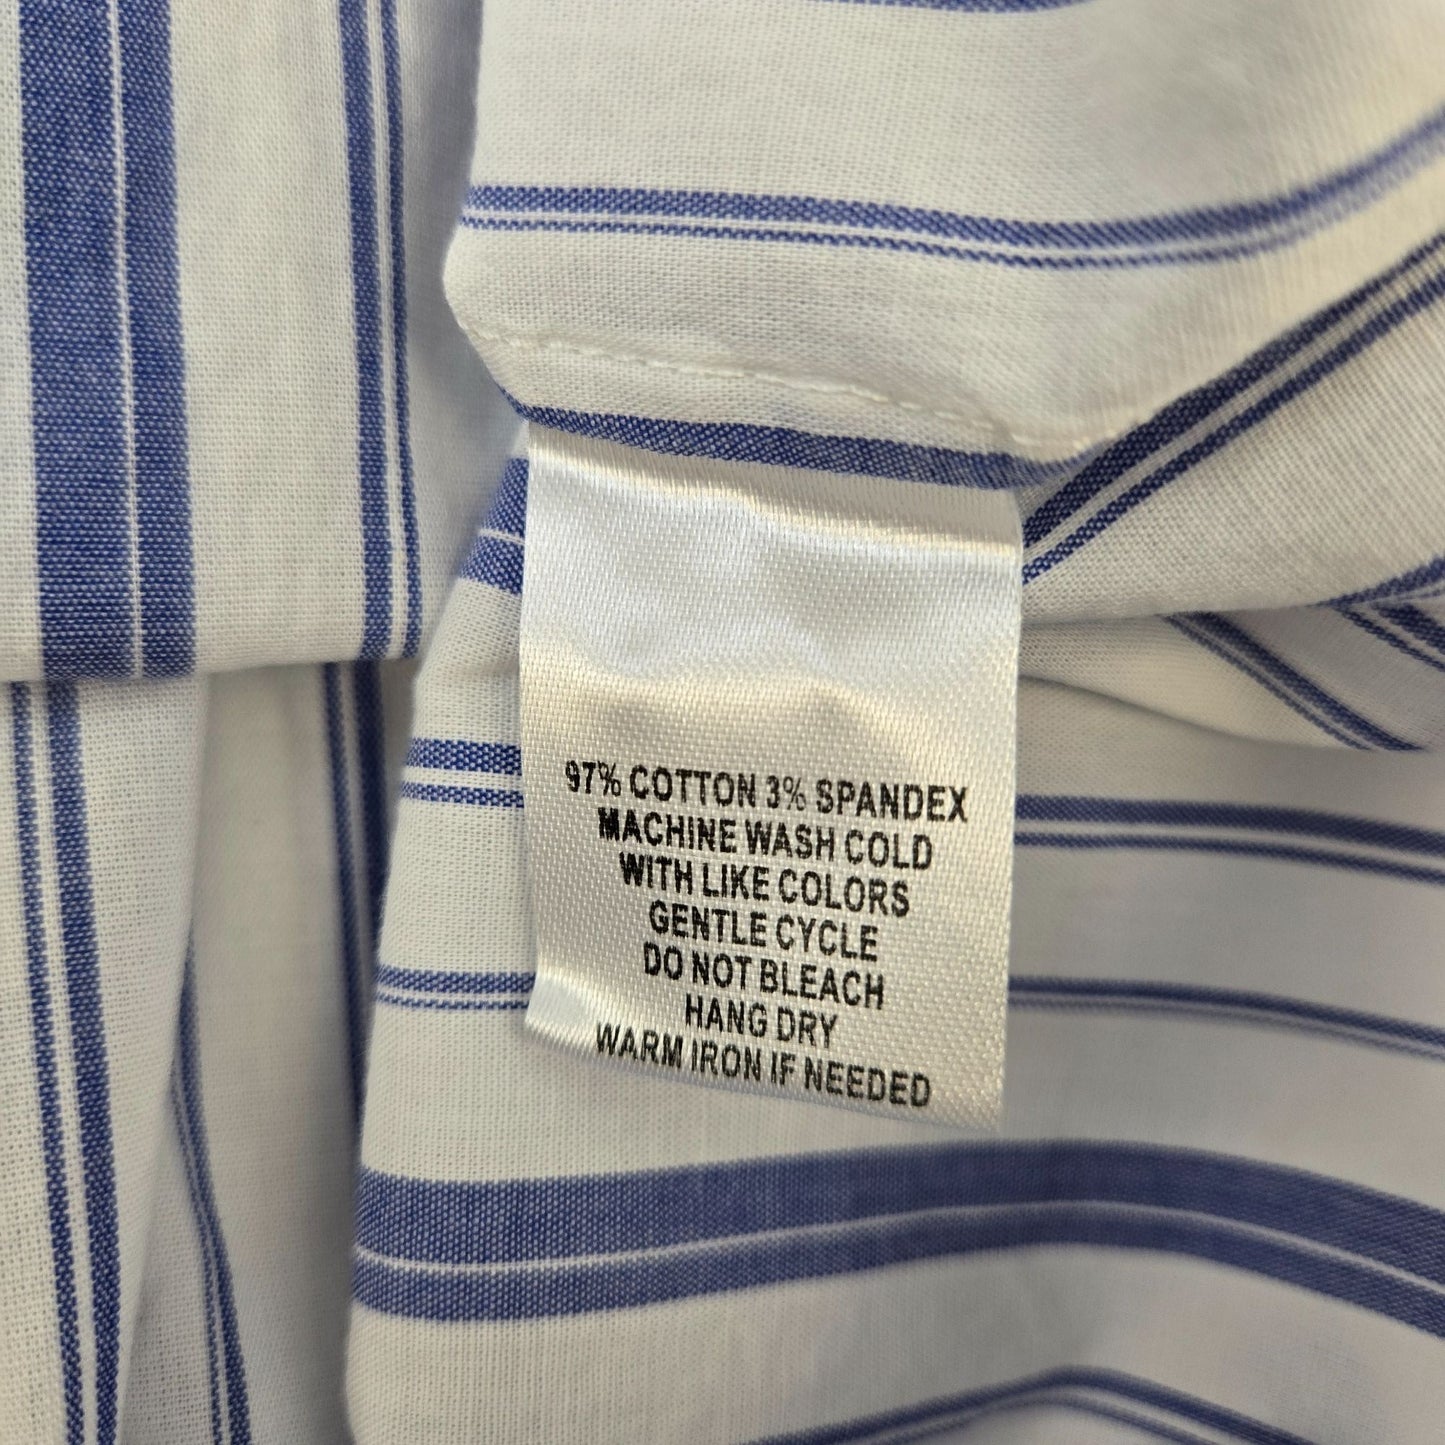 97% COTTON 3% SPANDEX
MACHINE WASH COLD
WITH LIKE COLORS
GENTLE CYCLE
DO NOT BLEACH
HANG DRY
WARM IRON IF NEEDED